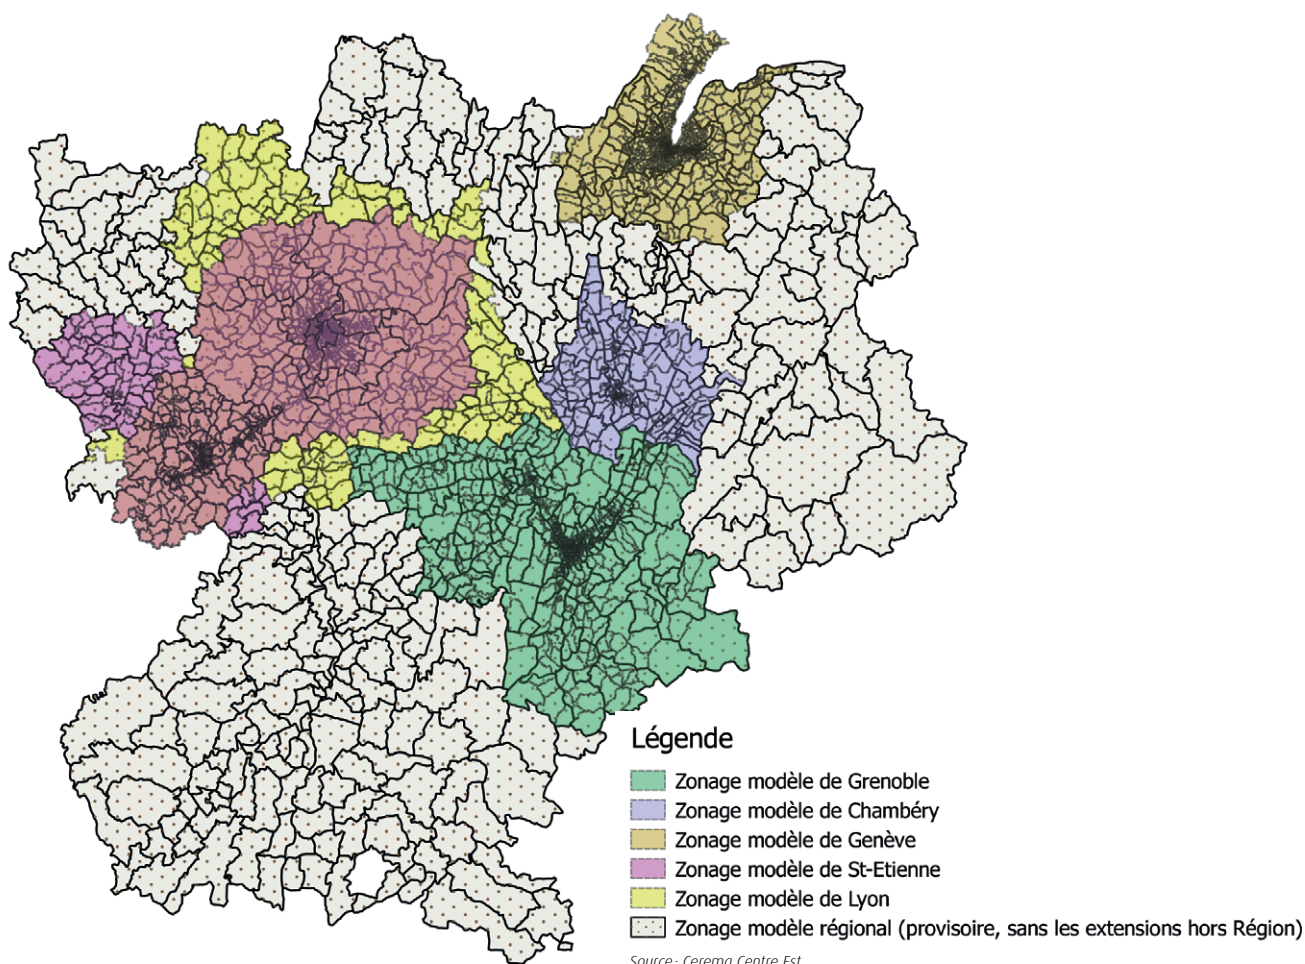 Légende
Zonage modèle de Grenoble
Zonage modèle de Chambéry
Zonage modèle de Genève
Zonage modèle de St-Etienne
Zonage modèle de Lyon
Zonage modèle régional (provisoire, sans les extensions hors Région)
Source : Cerema Centre Est